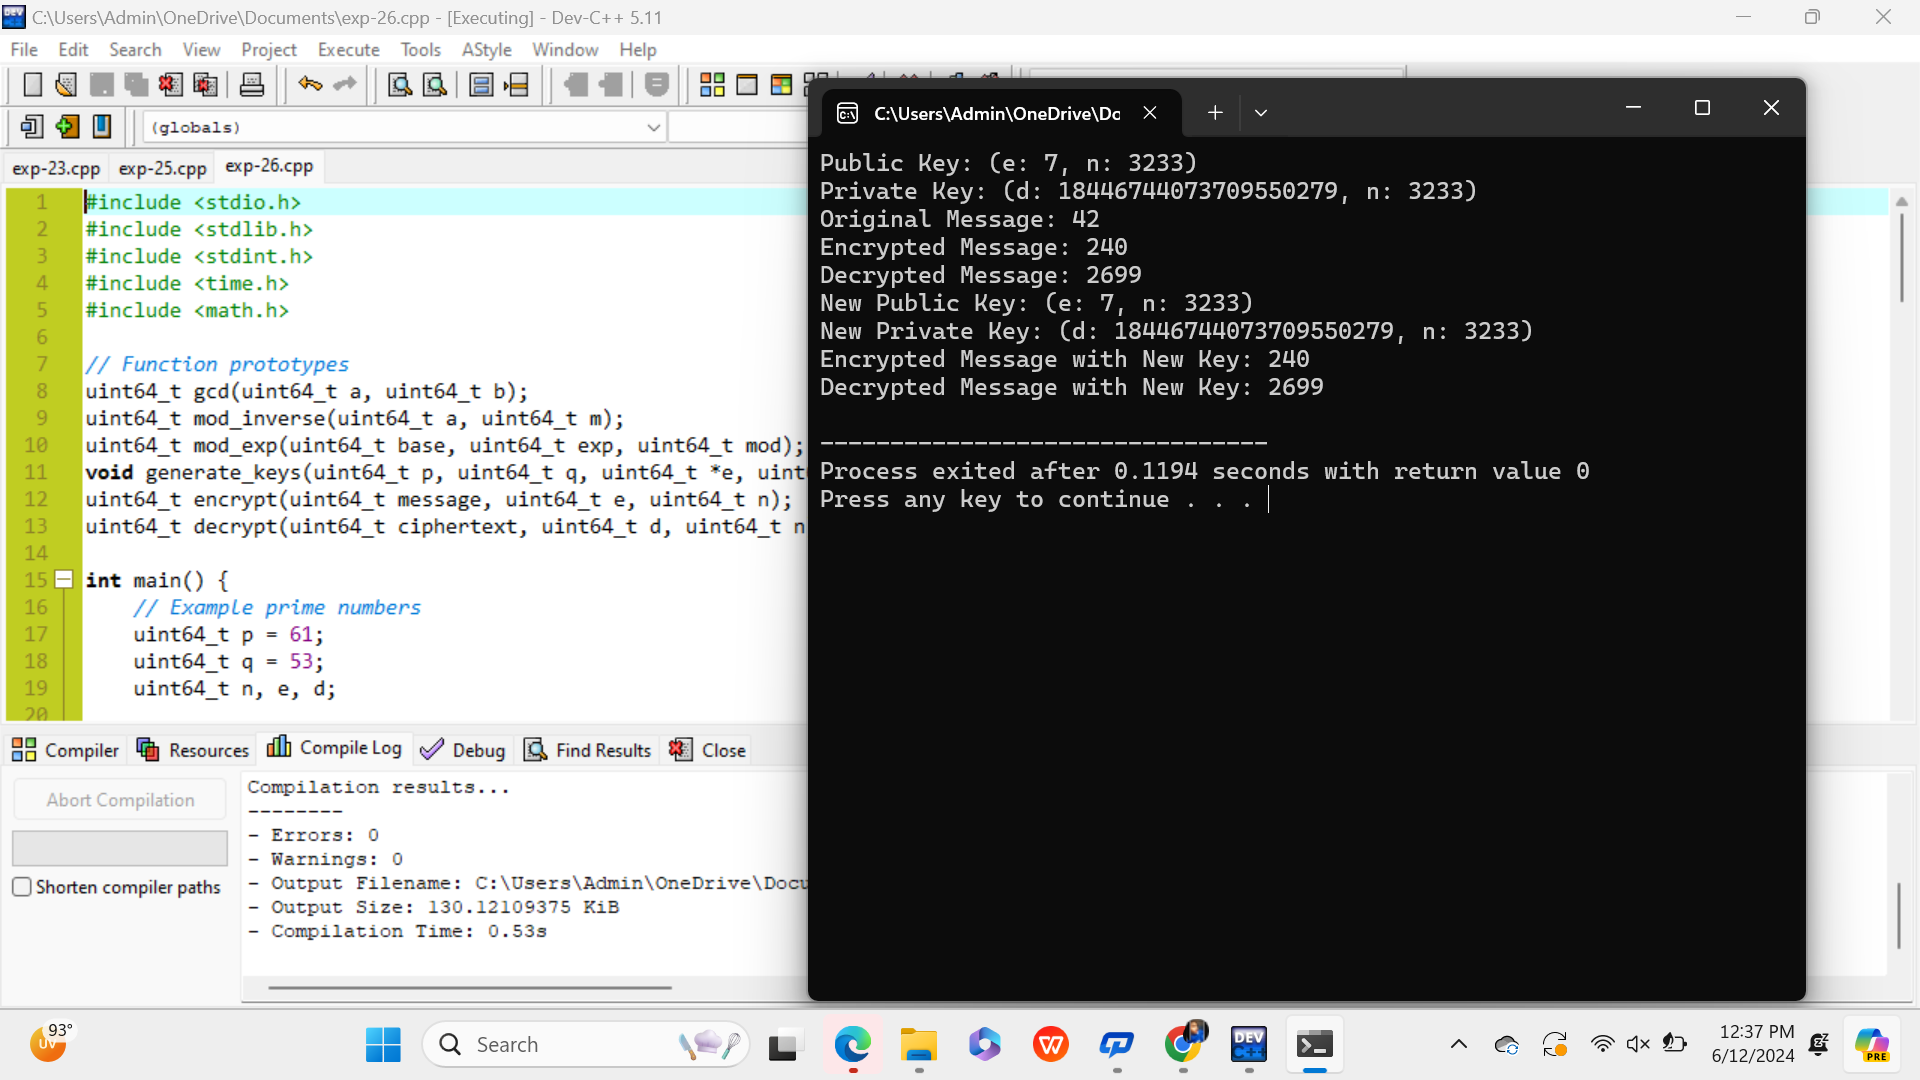 C:\Users\Admin\OneDrive\Documents\exp-26.cpp - [Executing] - Dev-C++ 5.11
File Edit Search View Project Execute Tools AStyle Window Help
(globals)
exp-23.cpp exp-25.cpp exp-26.cpp
1 #include <stdio.h>
2 #include <stdlib.h>
3 #include <stdint.h>
4 #include <time.h>
5 #include <math.h>
6
7 // Function prototypes
8 uint64_t gcd(uint64_t a, uint64_t b);
9 uint64_t mod_inverse(uint64_t a, uint64_t m);
10 uint64_t mod_exp(uint64_t base, uint64_t exp, uint64_t mod);
11 void generate_keys(uint64_t p, uint64_t q, uint64_t *e, uint
12 uint64_t encrypt(uint64_t message, uint64_t e, uint64_t n);
13 uint64_t decrypt(uint64_t ciphertext, uint64_t d, uint64_t n
14
15 int main() {
16 // Example prime numbers
17 uint64_t p = 61;
18 uint64_t q = 53;
19 uint64_t n, e, d;
20
Compiler Resources Compile Log Debug Find Results Close
Abort Compilation
Shorten compiler paths
Compilation results...
--------
- Errors: 0
- Warnings: 0
- Output Filename: C:\Users\Admin\OneDrive\Docu
- Output Size: 130.12109375 KiB
- Compilation Time: 0.53s
C:\Users\Admin\OneDrive\Do
Public Key: (e: 7, n: 3233)
Private Key: (d: 18446744073709550279, n: 3233)
Original Message: 42
Encrypted Message: 240
Decrypted Message: 2699
New Public Key: (e: 7, n: 3233)
New Private Key: (d: 18446744073709550279, n: 3233)
Encrypted Message with New Key: 240
Decrypted Message with New Key: 2699
--------------------------------
Process exited after 0.1194 seconds with return value 0
Press any key to continue . . .
93°
UV
Search
DEV
C++
12:37 PM
6/12/2024
PRE